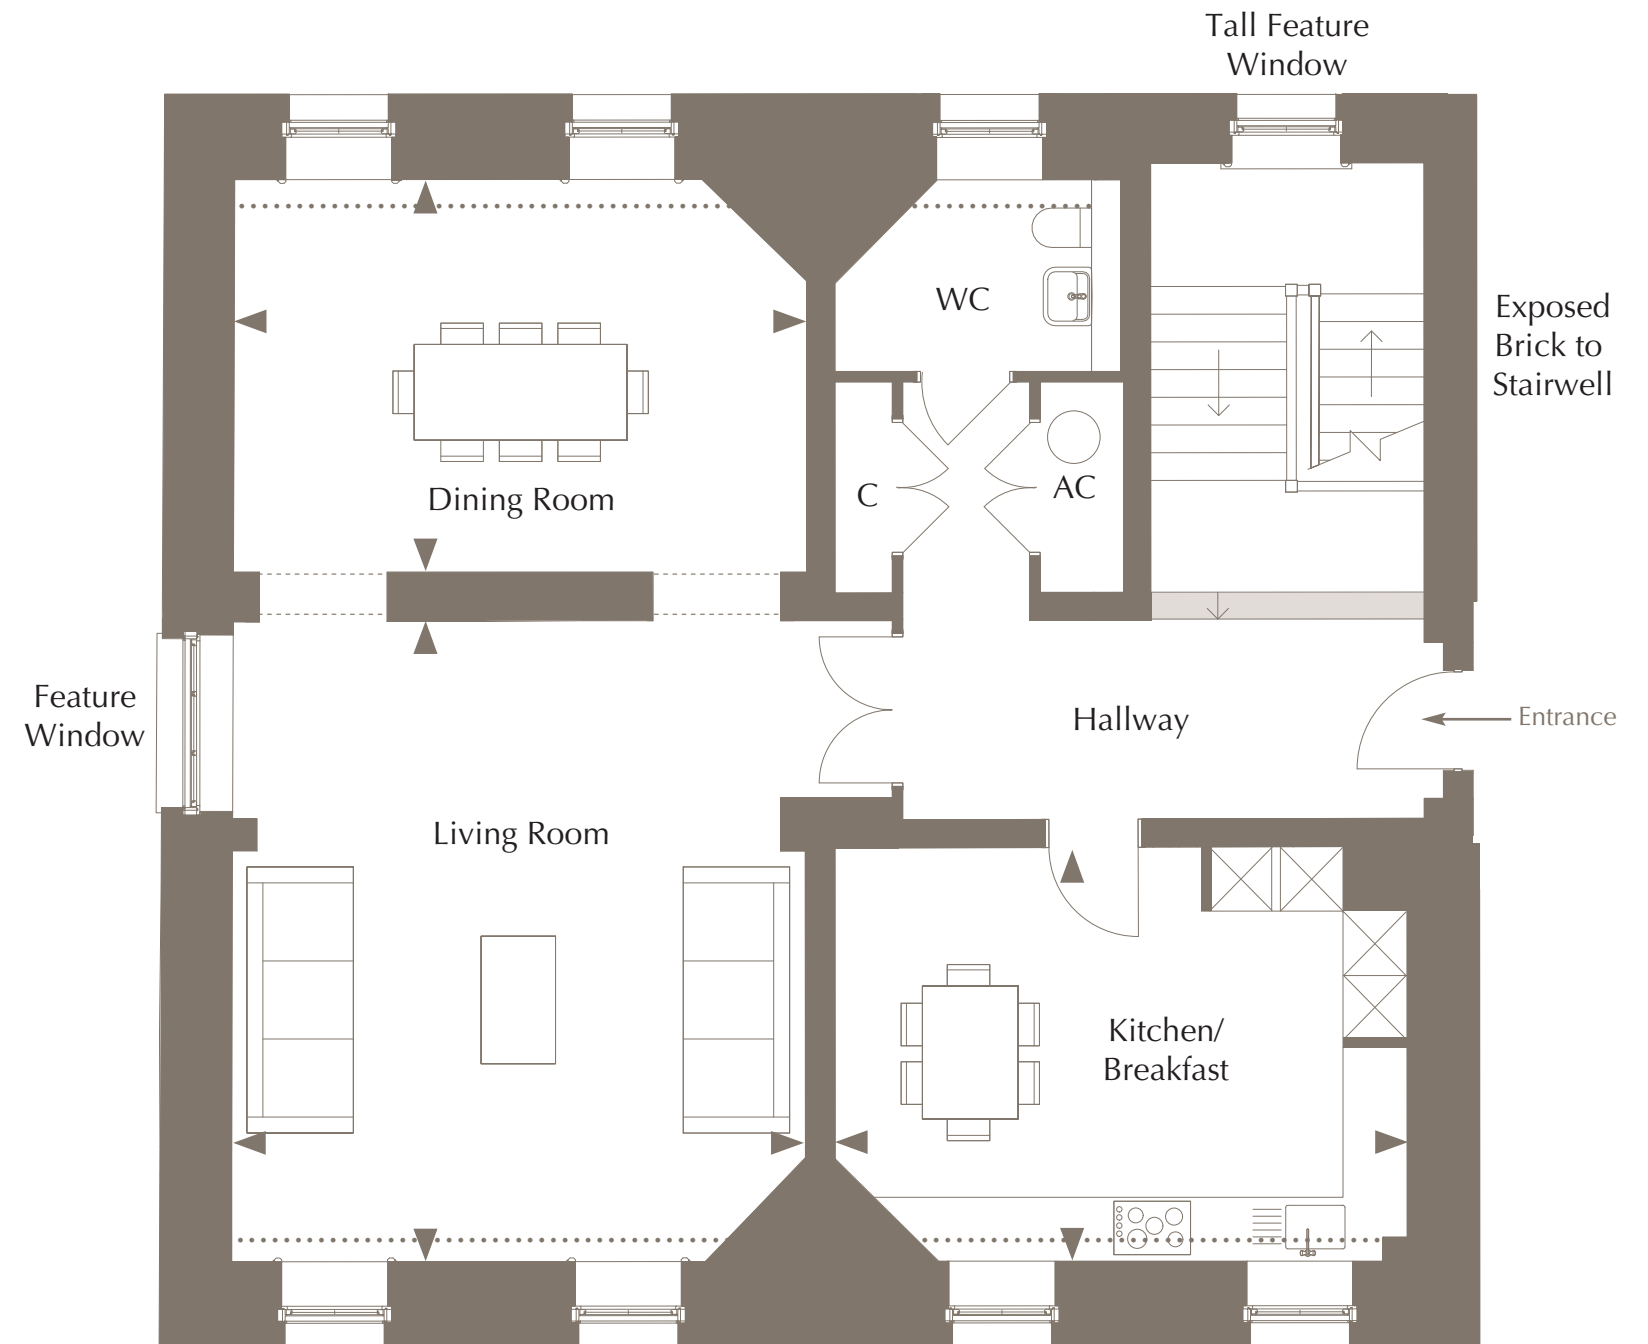 Tall Feature
Window
WC
Exposed
Brick to
Stairwell
C
AC
Dining Room
Feature
Window
Hallway
Entrance
Living Room
Kitchen/
Breakfast